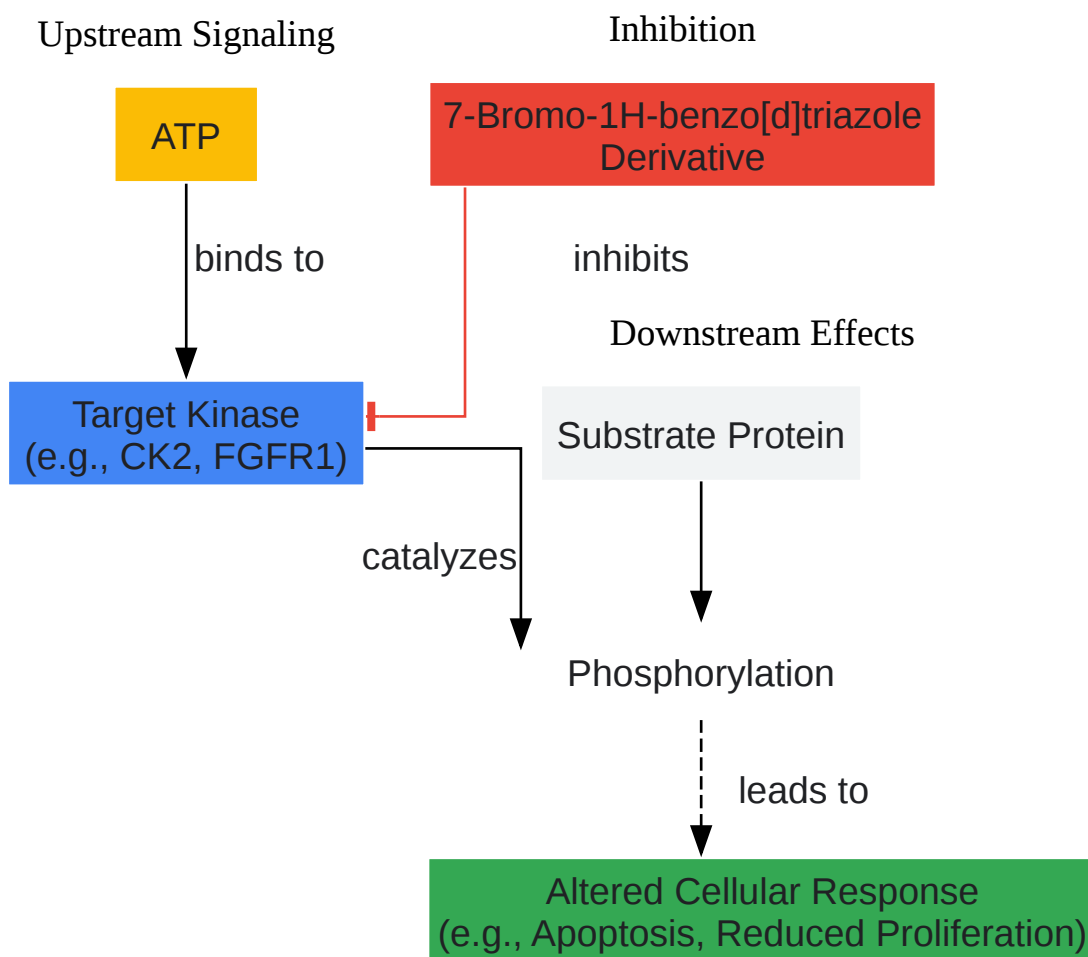 Upstream Signaling
Inhibition
ATP
7-Bromo-1H-benzo[d]triazole
Derivative
binds to
inhibits
Downstream Effects
Target Kinase
(e.g., CK2, FGFR1)
Substrate Protein
catalyzes
Phosphorylation
leads to
Altered Cellular Response
(e.g., Apoptosis, Reduced Proliferation)